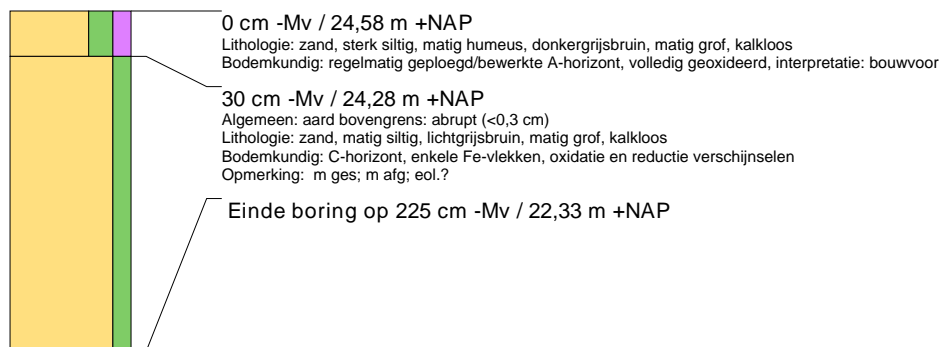 0 cm -Mv / 24,58 m +NAP
Lithologie: zand, sterk siltig, matig humeus, donkergrijsbruin, matig grof, kalkloos
Bodemkundig: regelmatig geploegd/bewerkte A-horizont, volledig geoxideerd, interpretatie: bouwvoor
30 cm -Mv / 24,28 m +NAP
Algemeen: aard bovengrens: abrupt (<0,3 cm)
Lithologie: zand, matig siltig, lichtgrijsbruin, matig grof, kalkloos
Bodemkundig: C-horizont, enkele Fe-vlekken, oxidatie en reductie verschijnselen
Opmerking: m ges; m afg; eol.?
Einde boring op 225 cm -Mv / 22,33 m +NAP